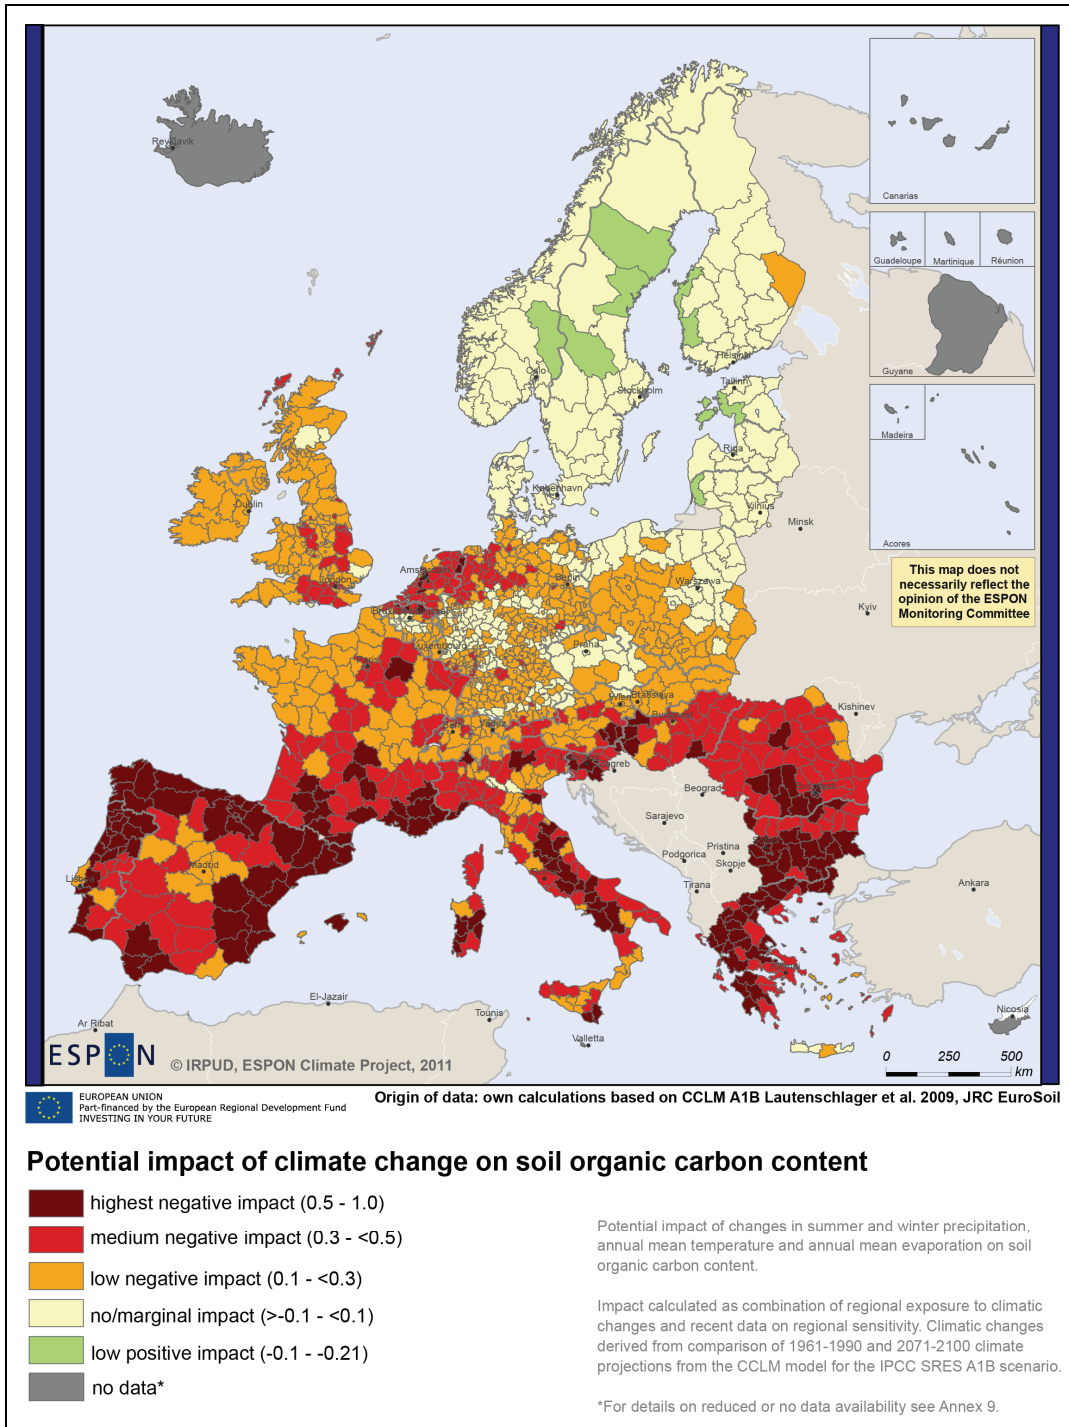 Reykjavik
Canarias
Guadeloupe
Martinique
Réunion
Guyane
Madeira
Acores
This map does not
necessarily reflect the
opinion of the ESPON
Monitoring Committee
Oslo
Helsinki
Tallinn
Stockholm
Riga
København
Vilnius
Minsk
Dublin
London
Amsterdam
Berlin
Warszawa
Kyiv
Luxembourg
Praha
Paris
Wien
Bratislava
Kishinev
Bern
Vaduz
Budapest
Zagreb
Beograd
Sarajevo
Pristina
Podgorica
Skopje
Tirana
Madrid
Ankara
El-Jazair
Tounis
Ar Ribat
Valletta
Nicosia
ESPON
© IRPUD, ESPON Climate Project, 2011
0 250 500
km
EUROPEAN UNION
Part-financed by the European Regional Development Fund
INVESTING IN YOUR FUTURE
Origin of data: own calculations based on CCLM A1B Lautenschlager et al. 2009, JRC EuroSoil
Potential impact of climate change on soil organic carbon content
highest negative impact (0.5 - 1.0)
medium negative impact (0.3 - <0.5)
low negative impact (0.1 - <0.3)
no/marginal impact (>-0.1 - <0.1)
low positive impact (-0.1 - -0.21)
no data*
Potential impact of changes in summer and winter precipitation,
annual mean temperature and annual mean evaporation on soil
organic carbon content.
Impact calculated as combination of regional exposure to climatic
changes and recent data on regional sensitivity. Climatic changes
derived from comparison of 1961-1990 and 2071-2100 climate
projections from the CCLM model for the IPCC SRES A1B scenario.
*For details on reduced or no data availability see Annex 9.